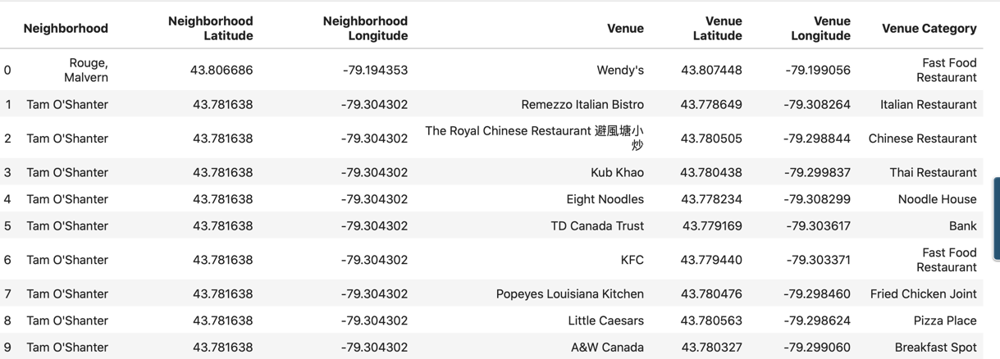 Neighborhood Neighborhood Latitude Neighborhood Longitude Venue Venue Latitude Venue Longitude Venue Category
0 Rouge, Malvern 43.806686 -79.194353 Wendy's 43.807448 -79.199056 Fast Food Restaurant
1 Tam O'Shanter 43.781638 -79.304302 Remezzo Italian Bistro 43.778649 -79.308264 Italian Restaurant
2 Tam O'Shanter 43.781638 -79.304302 The Royal Chinese Restaurant 避風塘小炒 43.780505 -79.298844 Chinese Restaurant
3 Tam O'Shanter 43.781638 -79.304302 Kub Khao 43.780438 -79.299837 Thai Restaurant
4 Tam O'Shanter 43.781638 -79.304302 Eight Noodles 43.778234 -79.308299 Noodle House
5 Tam O'Shanter 43.781638 -79.304302 TD Canada Trust 43.779169 -79.303617 Bank
6 Tam O'Shanter 43.781638 -79.304302 KFC 43.779440 -79.303371 Fast Food Restaurant
7 Tam O'Shanter 43.781638 -79.304302 Popeyes Louisiana Kitchen 43.780476 -79.298460 Fried Chicken Joint
8 Tam O'Shanter 43.781638 -79.304302 Little Caesars 43.780563 -79.298624 Pizza Place
9 Tam O'Shanter 43.781638 -79.304302 A&W Canada 43.780327 -79.299060 Breakfast Spot